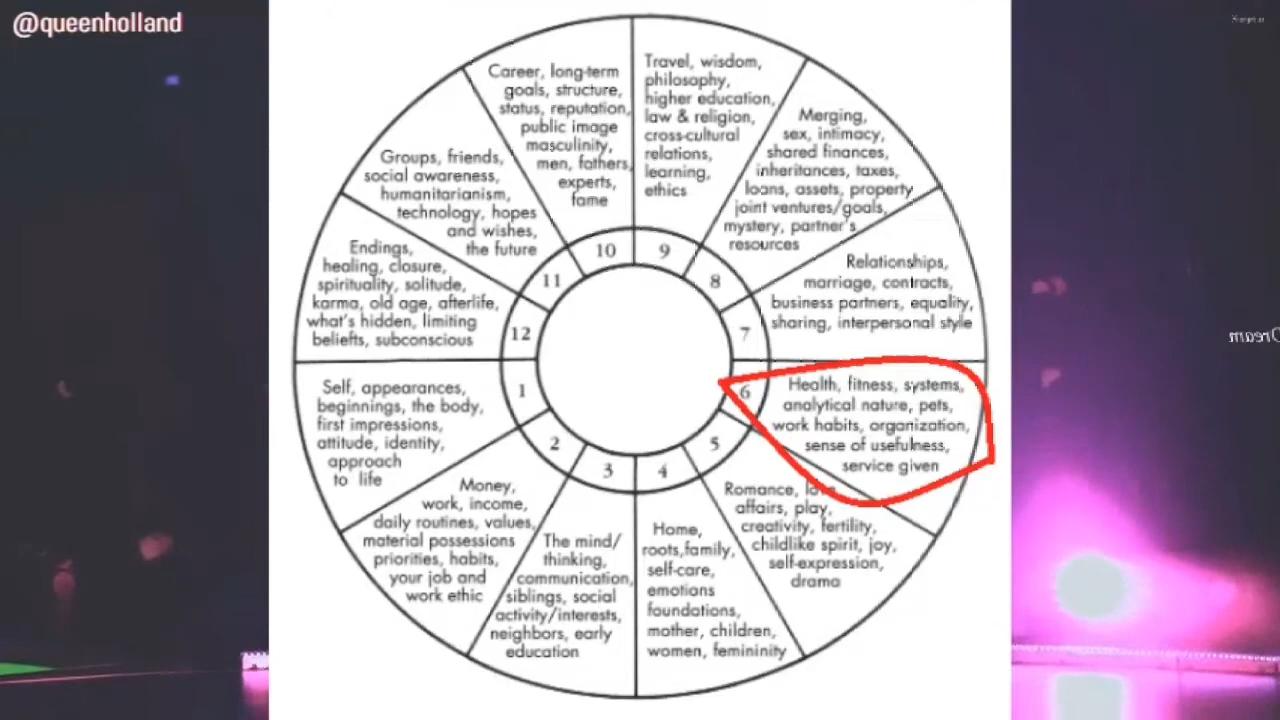 @queenholland
Career, long-term
goals, structure,
status, reputation,
public image
masculinity,
men, fathers,
experts,
fame
Travel, wisdom,
philosophy,
higher education,
law & religion,
cross-cultural
relations,
learning,
ethics
Merging,
sex, intimacy,
shared finances,
inheritances, taxes,
loans, assets, property
joint ventures/goals,
mystery, partner's
resources
Groups, friends,
social awareness,
humanitarianism,
technology, hopes
and wishes,
the future
Endings,
healing, closure,
spirituality, solitude,
karma, old age, afterlife,
what's hidden, limiting
beliefts, subconscious
Relationships,
marriage, contracts,
business partners, equality,
sharing, interpersonal style
10
9
11
8
12
7
1
6
2
5
3
4
Self, appearances,
beginnings, the body,
first impressions,
attitude, identity,
approach
to life
Health, fitness, systems,
analytical nature, pets,
work habits, organization,
sense of usefulness,
service given
Money,
work, income,
daily routines, values,
material possessions
priorities, habits,
your job and
work ethic
The mind/
thinking,
communication,
siblings, social
activity/interests,
neighbors, early
education
Home,
roots,family,
self-care,
emotions
foundations,
mother, children,
women, femininity
Romance, love
affairs, play,
creativity, fertility,
childlike spirit, joy,
self-expression,
drama
Dream